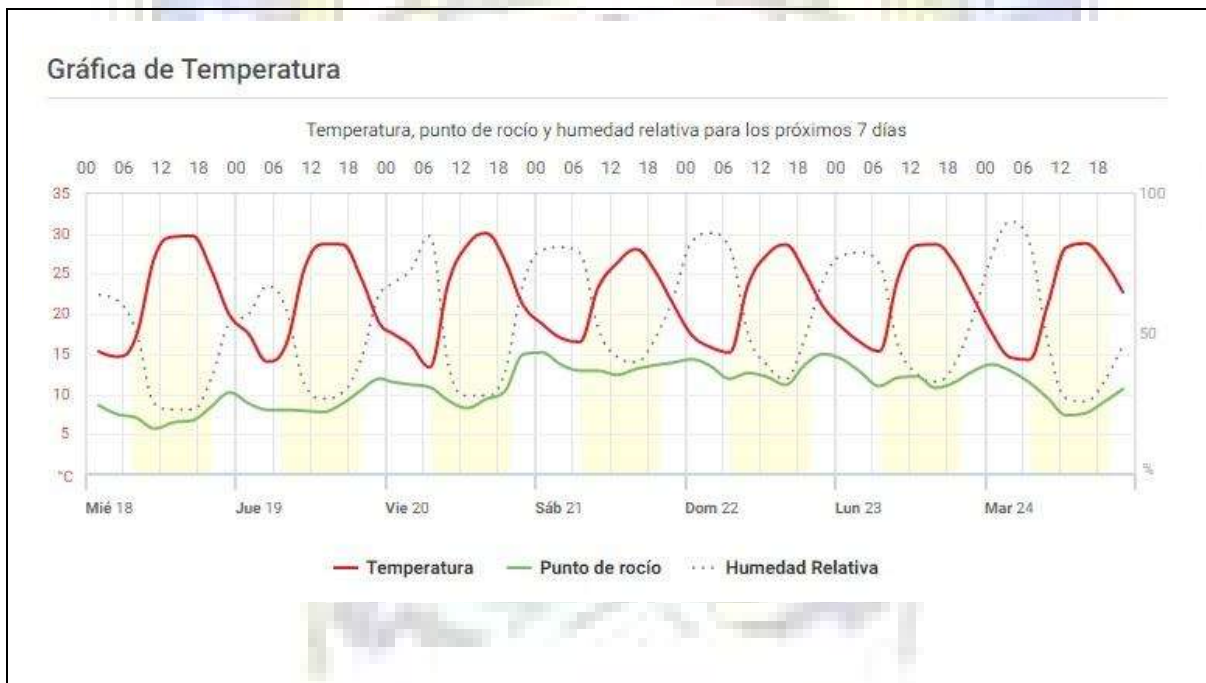 Gráfica de Temperatura
Temperatura, punto de rocío y humedad relativa para los próximos 7 días
00 06 12 18 00 06 12 18 00 06 12 18 00 06 12 18 00 06 12 18 00 06 12 18 00 06 12 18
35 100
30
25
20
15 50
10
5
°C %
Mié 18 Jue 19 Vie 20 Sáb 21 Dom 22 Lun 23 Mar 24
Temperatura Punto de rocío Humedad Relativa